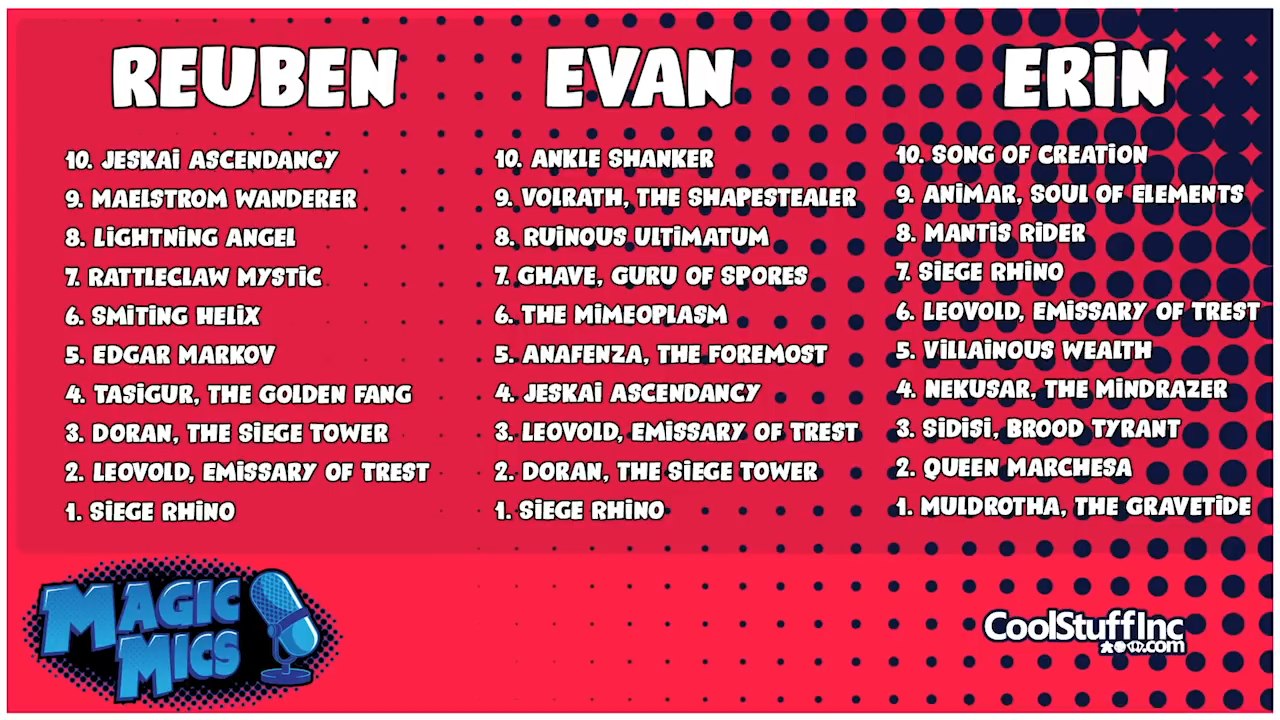 REUBEN
10. JESKAI ASCENDANCY
9. MAELSTROM WANDERER
8. LIGHTNING ANGEL
7. RATTLECLAW MYSTIC
6. SMITING HELIX
5. EDGAR MARKOV
4. TASIGUR, THE GOLDEN FANG
3. DORAN, THE SIEGE TOWER
2. LEOVOLD, EMISSARY OF TREST
1. SIEGE RHINO
EVAN
10. ANKLE SHANKER
9. VOLRATH, THE SHAPESTEALER
8. RUINOUS ULTIMATUM
7. GHAVE, GURU OF SPORES
6. THE MIMEOPLASM
5. ANAFENZA, THE FOREMOST
4. JESKAI ASCENDANCY
3. LEOVOLD, EMISSARY OF TREST
2. DORAN, THE SIEGE TOWER
1. SIEGE RHINO
ERIN
10. SONG OF CREATION
9. ANIMAR, SOUL OF ELEMENTS
8. MANTIS RIDER
7. SIEGE RHINO
6. LEOVOLD, EMISSARY OF TREST
5. VILLAINOUS WEALTH
4. NEKUSAR, THE MINDRAZER
3. SIDISI, BROOD TYRANT
2. QUEEN MARCHESA
1. MULDROTHA, THE GRAVETIDE
MAGIC
MICS
CoolStuffInc
.com